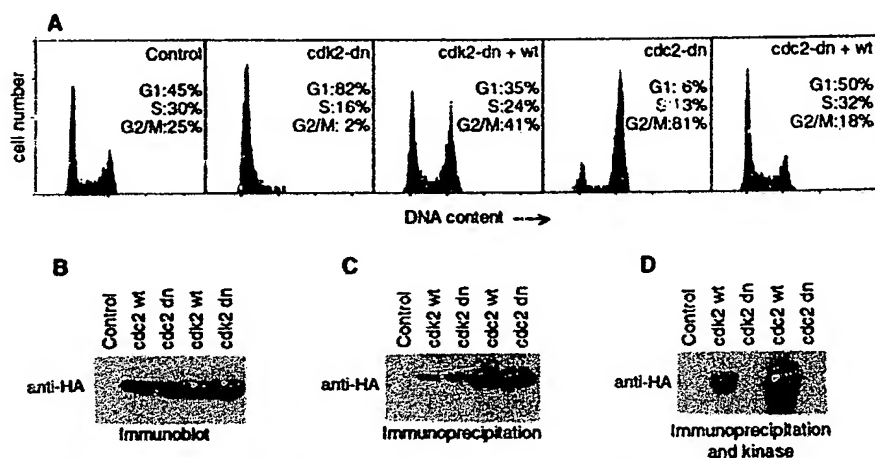 A
Control
G1:45%
S:30%
G2/M:25%
cdk2-dn
G1:82%
S:16%
G2/M: 2%
cdk2-dn + wt
G1:35%
S:24%
G2/M:41%
cdc2-dn
G1: 6%
S:13%
G2/M:81%
cdc2-dn + wt
G1:50%
S:32%
G2/M:18%
cell number
DNA content --->
B
Control
cdc2 wt
cdc2 dn
cdk2 wt
cdk2 dn
anti-HA
Immunoblot
C
Control
cdk2 wt
cdk2 dn
cdc2 wt
cdc2 dn
anti-HA
Immunoprecipitation
D
Control
cdk2 wt
cdk2 dn
cdc2 wt
cdc2 dn
anti-HA
Immunoprecipitation
and kinase